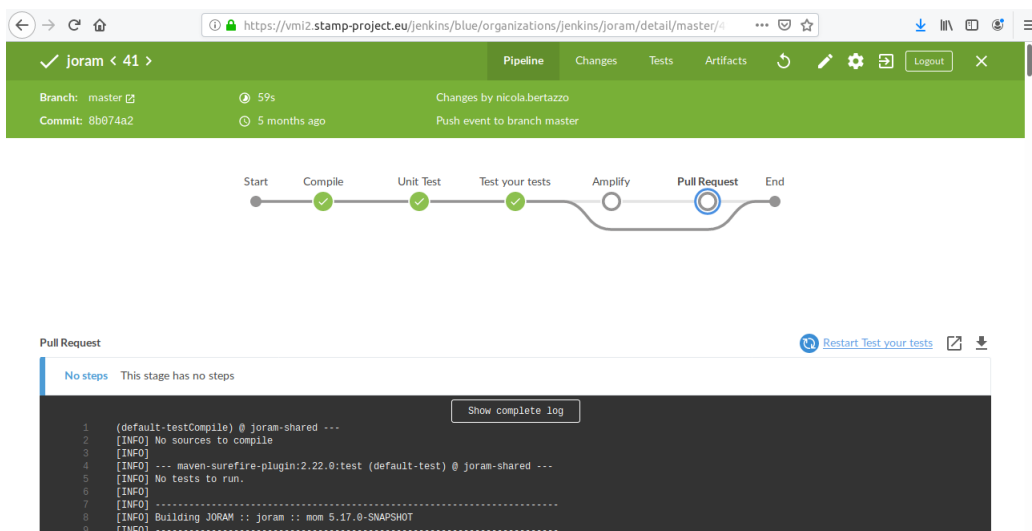 https://vmi2.stamp-project.eu/jenkins/blue/organizations/jenkins/joram/detail/master/4
joram < 41 >
Pipeline Changes Tests Artifacts Logout
Branch: master 59s Changes by nicola.bertazzo
Commit: 8b074a2 5 months ago Push event to branch master
Start Compile Unit Test Test your tests Amplify Pull Request End
Pull Request Restart Test your tests
No steps This stage has no steps
Show complete log
1 (default-testCompile) @ joram-shared ---
2 [INFO] No sources to compile
3 [INFO]
4 [INFO] --- maven-surefire-plugin:2.22.0:test (default-test) @ joram-shared ---
5 [INFO] No tests to run.
6 [INFO]
7 [INFO] ------------------------------------------------------------------------
8 [INFO] Building JORAM :: joram :: mom 5.17.0-SNAPSHOT
9 [INFO] ------------------------------------------------------------------------